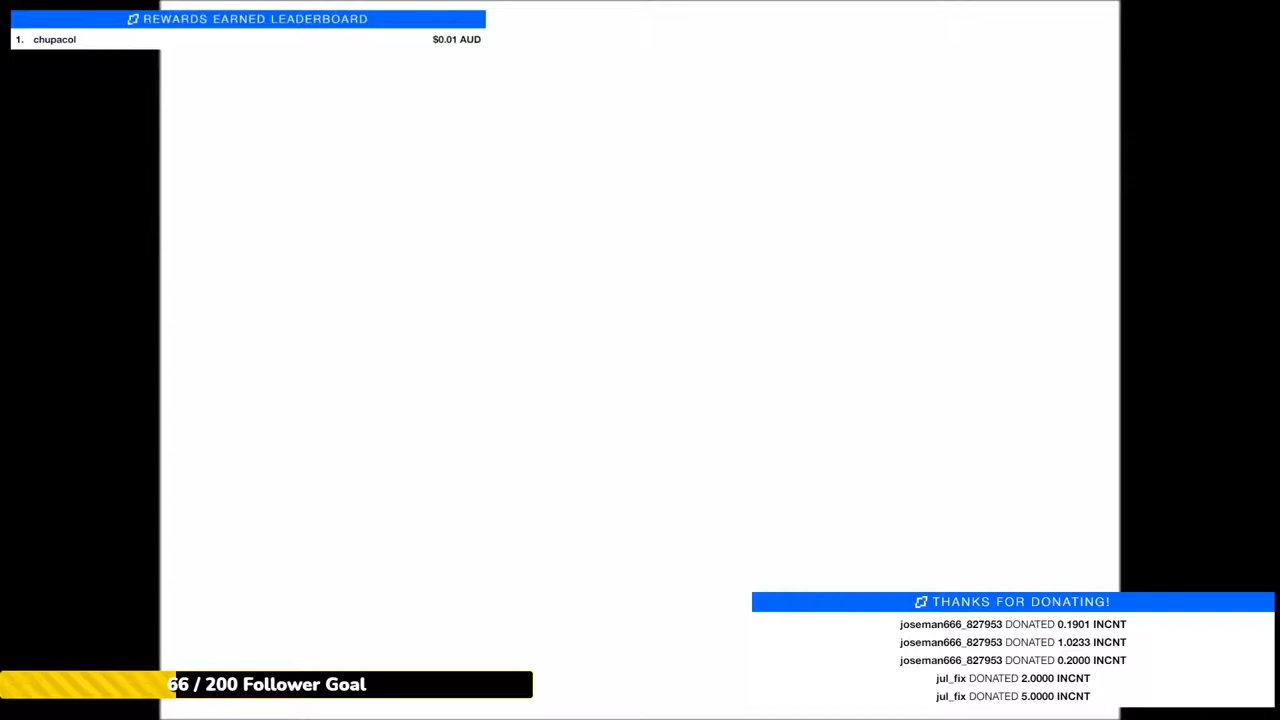 REWARDS EARNED LEADERBOARD
1. chupacol $0.01 AUD
THANKS FOR DONATING!
joseman666_827953 DONATED 0.1901 INCNT
joseman666_827953 DONATED 1.0233 INCNT
joseman666_827953 DONATED 0.2000 INCNT
jul_fix DONATED 2.0000 INCNT
jul_fix DONATED 5.0000 INCNT
66 / 200 Follower Goal